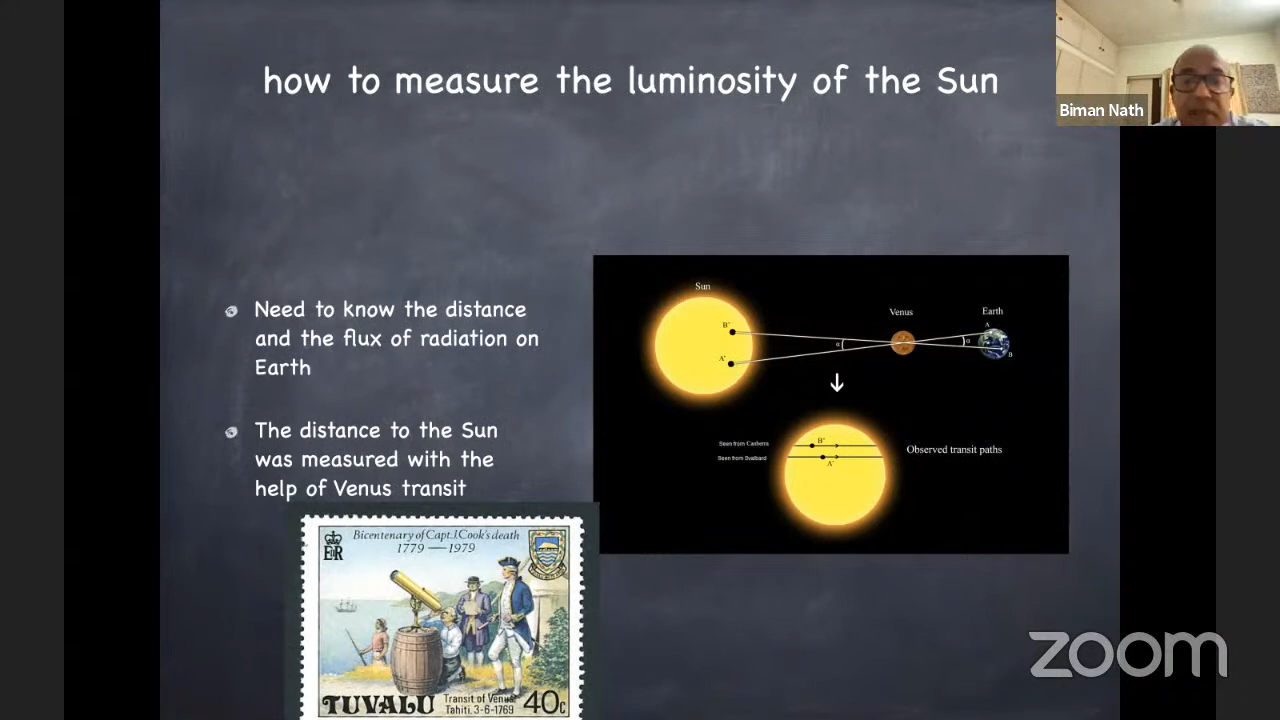 how to measure the luminosity of the Sun
Biman Nath
Need to know the distance
and the flux of radiation on
Earth
The distance to the Sun
was measured with the
help of Venus transit
Sun
Venus
Earth
B'
A'
α
α
A
B
Seen from Canberra
Seen from Svalbard
B'
A'
Observed transit paths
Bicentenary of Capt.J.Cook's death
1779 — 1979
ER
TUVALU
Transit of Venus
Tahiti. 3-6-1769
40c
zoom